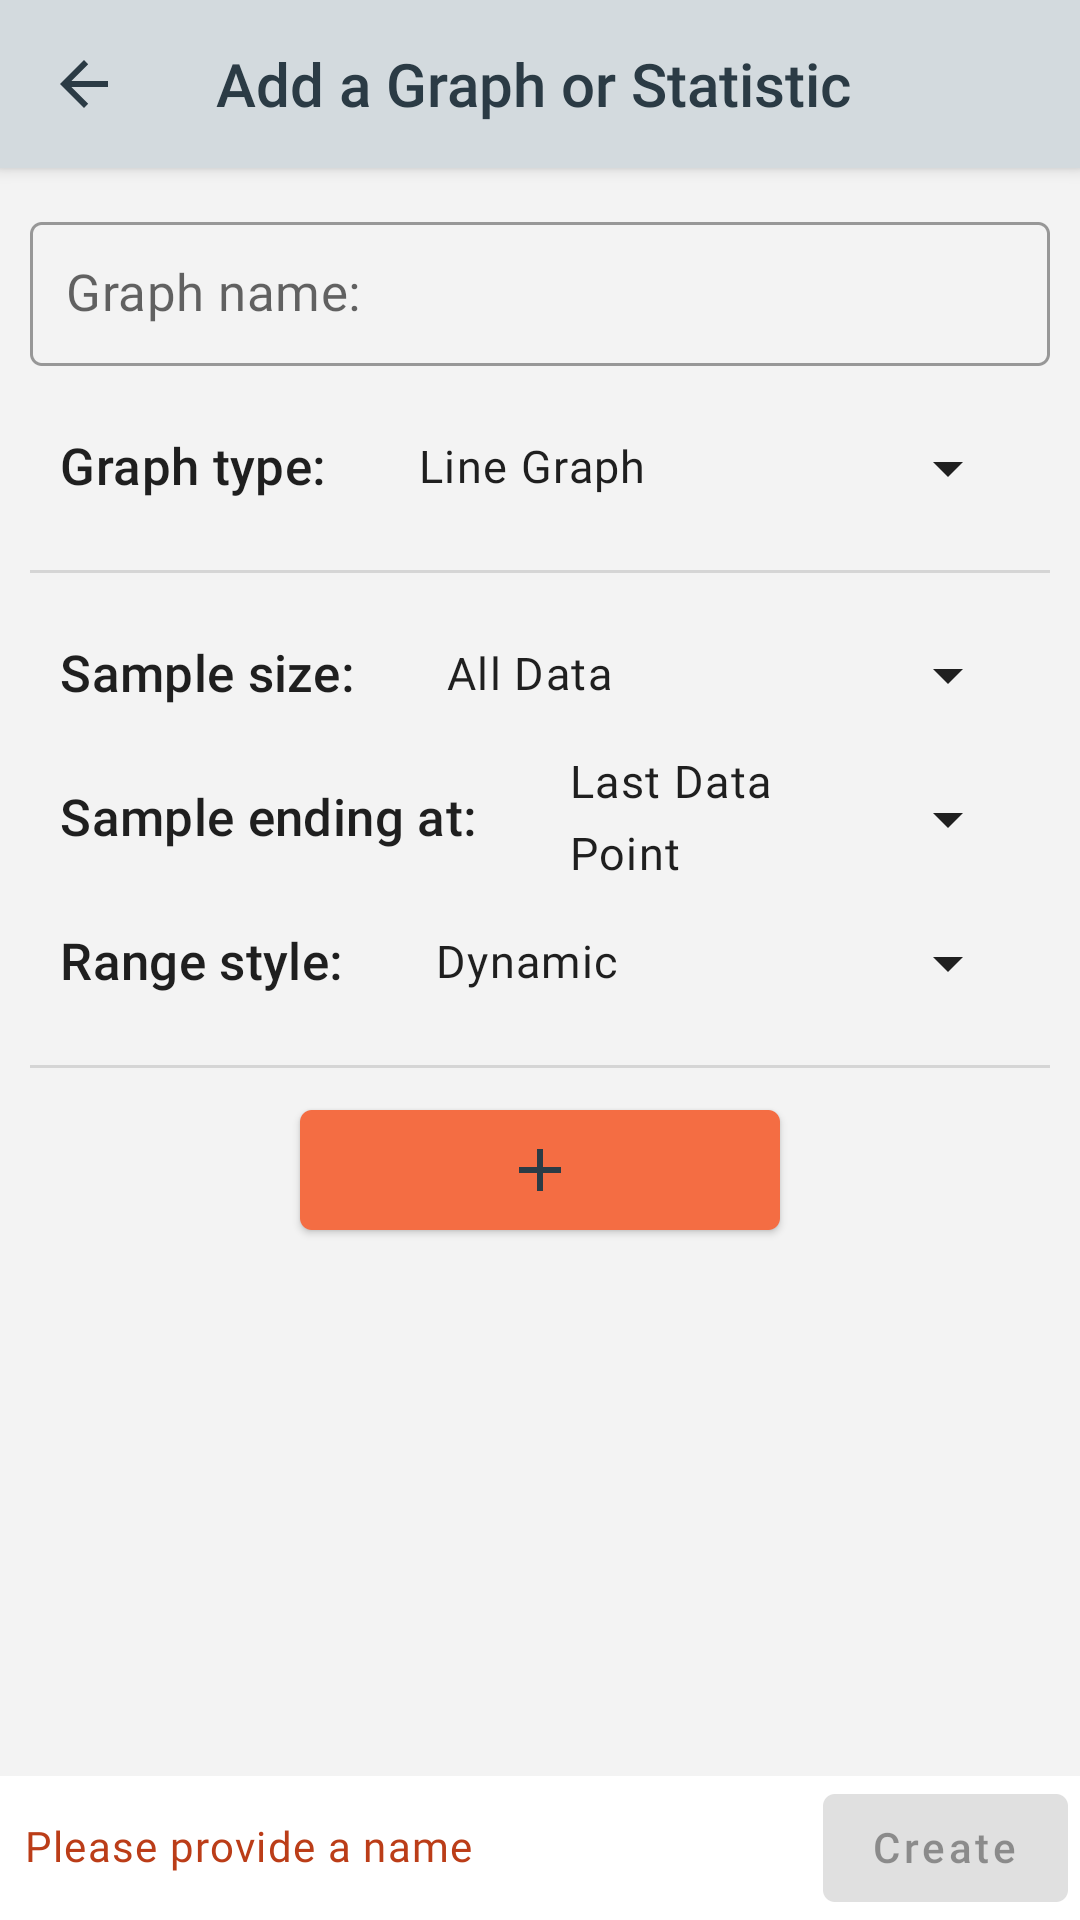 Add a Graph or Statistic
Graph name:
Graph type:
Line Graph
Sample size:
All Data
Sample ending at:
Last Data
Point
Range style:
Dynamic
Please provide a name
Create